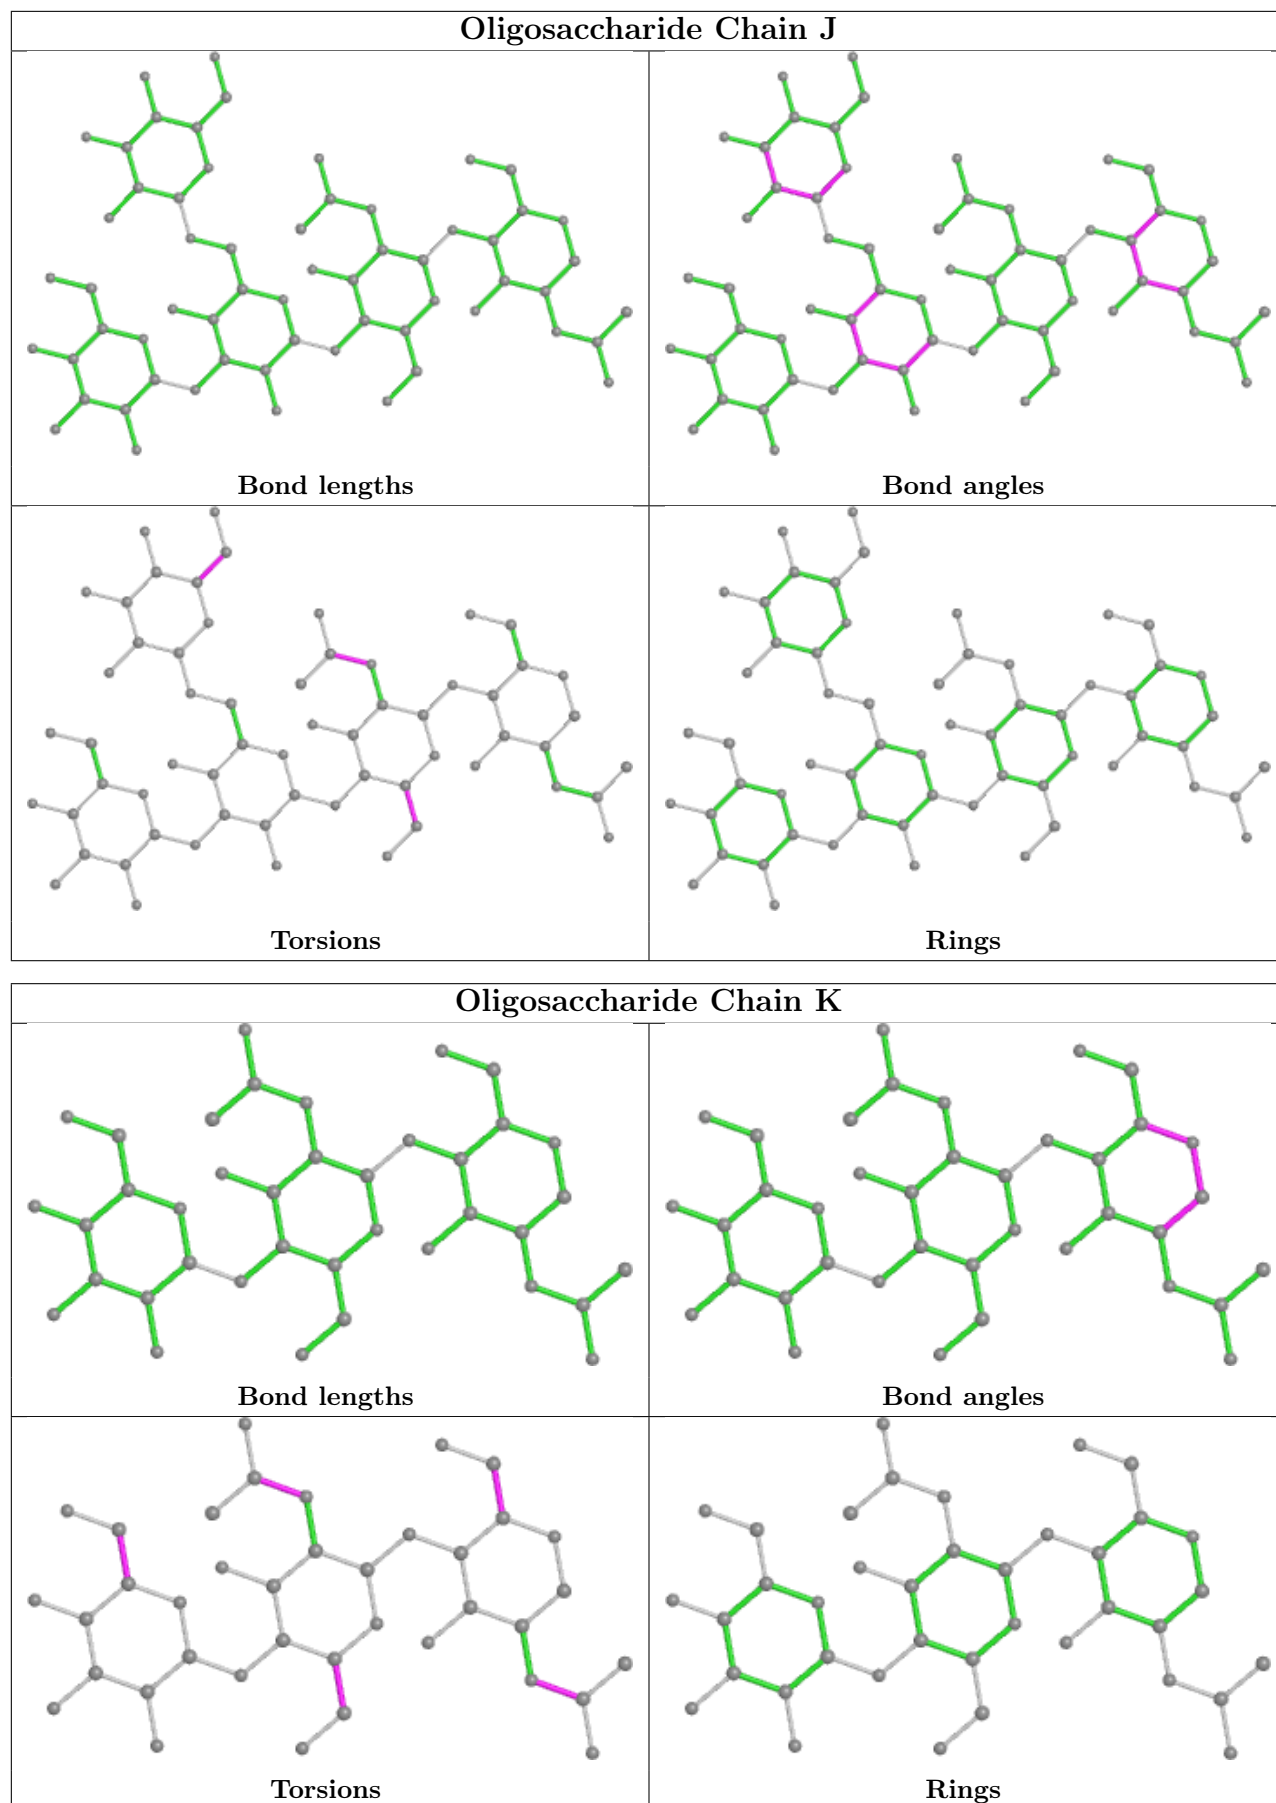 Oligosaccharide Chain J
Bond lengths
Bond angles
Torsions
Rings
Oligosaccharide Chain K
Bond lengths
Bond angles
Torsions
Rings